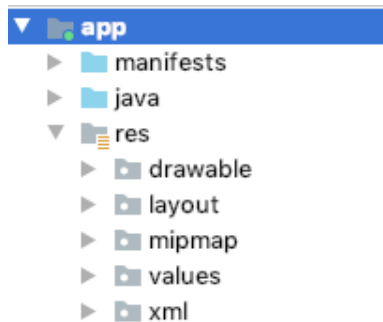 app
manifests
java
res
drawable
layout
mipmap
values
xml